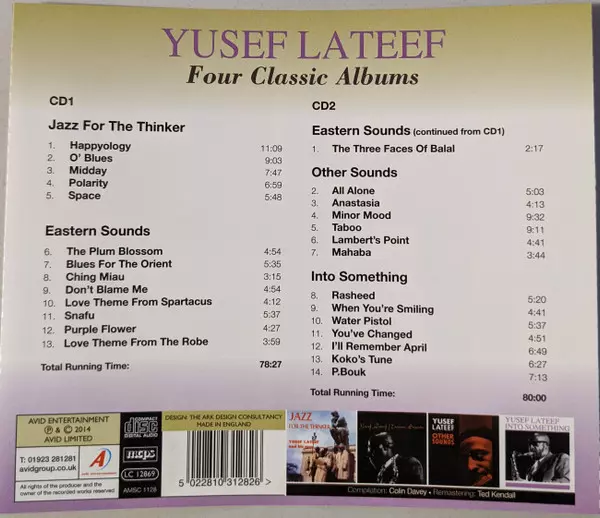 YUSEF LATEEF
Four Classic Albums
CD1
Jazz For The Thinker
1. Happyology 11:09
2. O' Blues 9:03
3. Midday 7:47
4. Polarity 6:59
5. Space 5:48
Eastern Sounds
6. The Plum Blossom 4:54
7. Blues For The Orient 5:35
8. Ching Miau 3:15
9. Don't Blame Me 4:54
10. Love Theme From Spartacus 4:12
11. Snafu 5:37
12. Purple Flower 4:27
13. Love Theme From The Robe 3:59
Total Running Time: 78:27
CD2
Eastern Sounds (continued from CD1)
1. The Three Faces Of Balal 2:17
Other Sounds
2. All Alone 5:03
3. Anastasia 4:13
4. Minor Mood 9:32
5. Taboo 9:11
6. Lambert's Point 4:41
7. Mahaba 3:44
Into Something
8. Rasheed 5:20
9. When You're Smiling 4:41
10. Water Pistol 5:37
11. You've Changed 4:51
12. I'll Remember April 6:49
13. Koko's Tune 6:27
14. P.Bouk 7:13
Total Running Time: 80:00
AVID ENTERTAINMENT
℗ & © 2014
AVID LIMITED
T: 01923 281281
avidgroup.co.uk
A
All rights of the producer and the
owner of the recorded works reserved.
COMPACT
disc
DIGITAL AUDIO
mcps
LC 12869
AMSC 1128
DESIGN: THE ARK DESIGN CONSULTANCY
MADE IN ENGLAND
5 022810 312826 >
JAZZ
FOR THE THINKER
YUSEF LATEEF
YUSEF
LATEEF
OTHER
SOUNDS
YUSEF LATEEF
INTO SOMETHING
Compilation: Colin Davey • Remastering: Ted Kendall